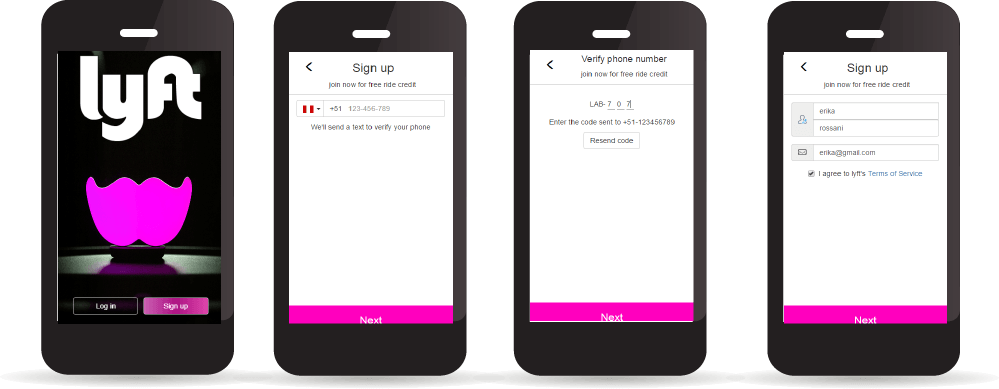 lyft
Log in
Sign up
Sign up
join now for free ride credit
+51 123-456-789
We'll send a text to verify your phone
Next
Verify phone number
join now for free ride credit
LAB- 7 0 7
Enter the code sent to +51-123456789
Resend code
Next
Sign up
join now for free ride credit
erika
rossani
erika@gmail.com
I agree to lyft's Terms of Service
Next